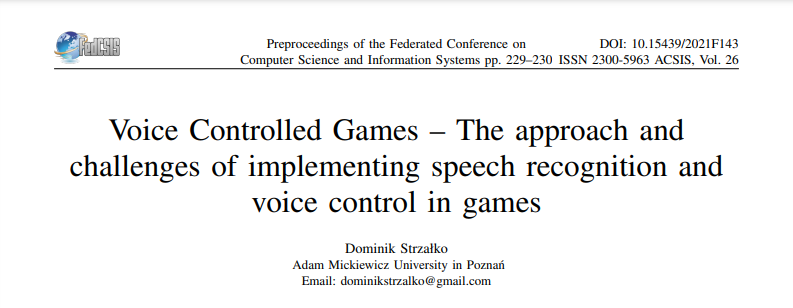 FedCSIS
Preproceedings of the Federated Conference on DOI: 10.15439/2021F143
Computer Science and Information Systems pp. 229–230 ISSN 2300-5963 ACSIS, Vol. 26
Voice Controlled Games – The approach and
challenges of implementing speech recognition and
voice control in games
Dominik Strzałko
Adam Mickiewicz University in Poznań
Email: dominikstrzalko@gmail.com